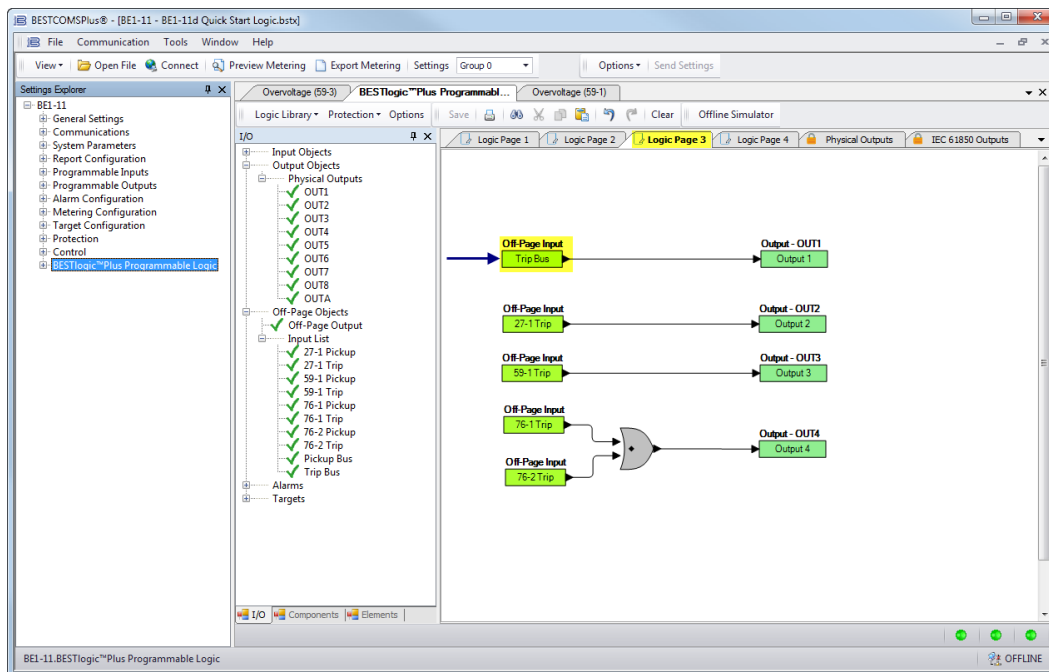 BESTCOMSPlus® - [BE1-11 - BE1-11d Quick Start Logic.bstx]
File Communication Tools Window Help
View Open File Connect Preview Metering Export Metering Settings Group 0 Options Send Settings
Settings Explorer
BE1-11
General Settings
Communications
System Parameters
Report Configuration
Programmable Inputs
Programmable Outputs
Alarm Configuration
Metering Configuration
Target Configuration
Protection
Control
BESTlogic™Plus Programmable Logic
Overvoltage (59-3) BESTlogic™Plus Programmabl... Overvoltage (59-1)
Logic Library Protection Options Save Clear Offline Simulator
I/O
Input Objects
Output Objects
Physical Outputs
OUT1
OUT2
OUT3
OUT4
OUT5
OUT6
OUT7
OUT8
OUTA
Off-Page Objects
Off-Page Output
Input List
27-1 Pickup
27-1 Trip
59-1 Pickup
59-1 Trip
76-1 Pickup
76-1 Trip
76-2 Pickup
76-2 Trip
Pickup Bus
Trip Bus
Alarms
Targets
I/O Components Elements
Logic Page 1 Logic Page 2 Logic Page 3 Logic Page 4 Physical Outputs IEC 61850 Outputs
Off-Page Input Output - OUT1
Trip Bus Output 1
Off-Page Input Output - OUT2
27-1 Trip Output 2
Off-Page Input Output - OUT3
59-1 Trip Output 3
Off-Page Input
76-1 Trip
Output - OUT4
Output 4
Off-Page Input
76-2 Trip
BE1-11.BESTlogic™Plus Programmable Logic OFFLINE